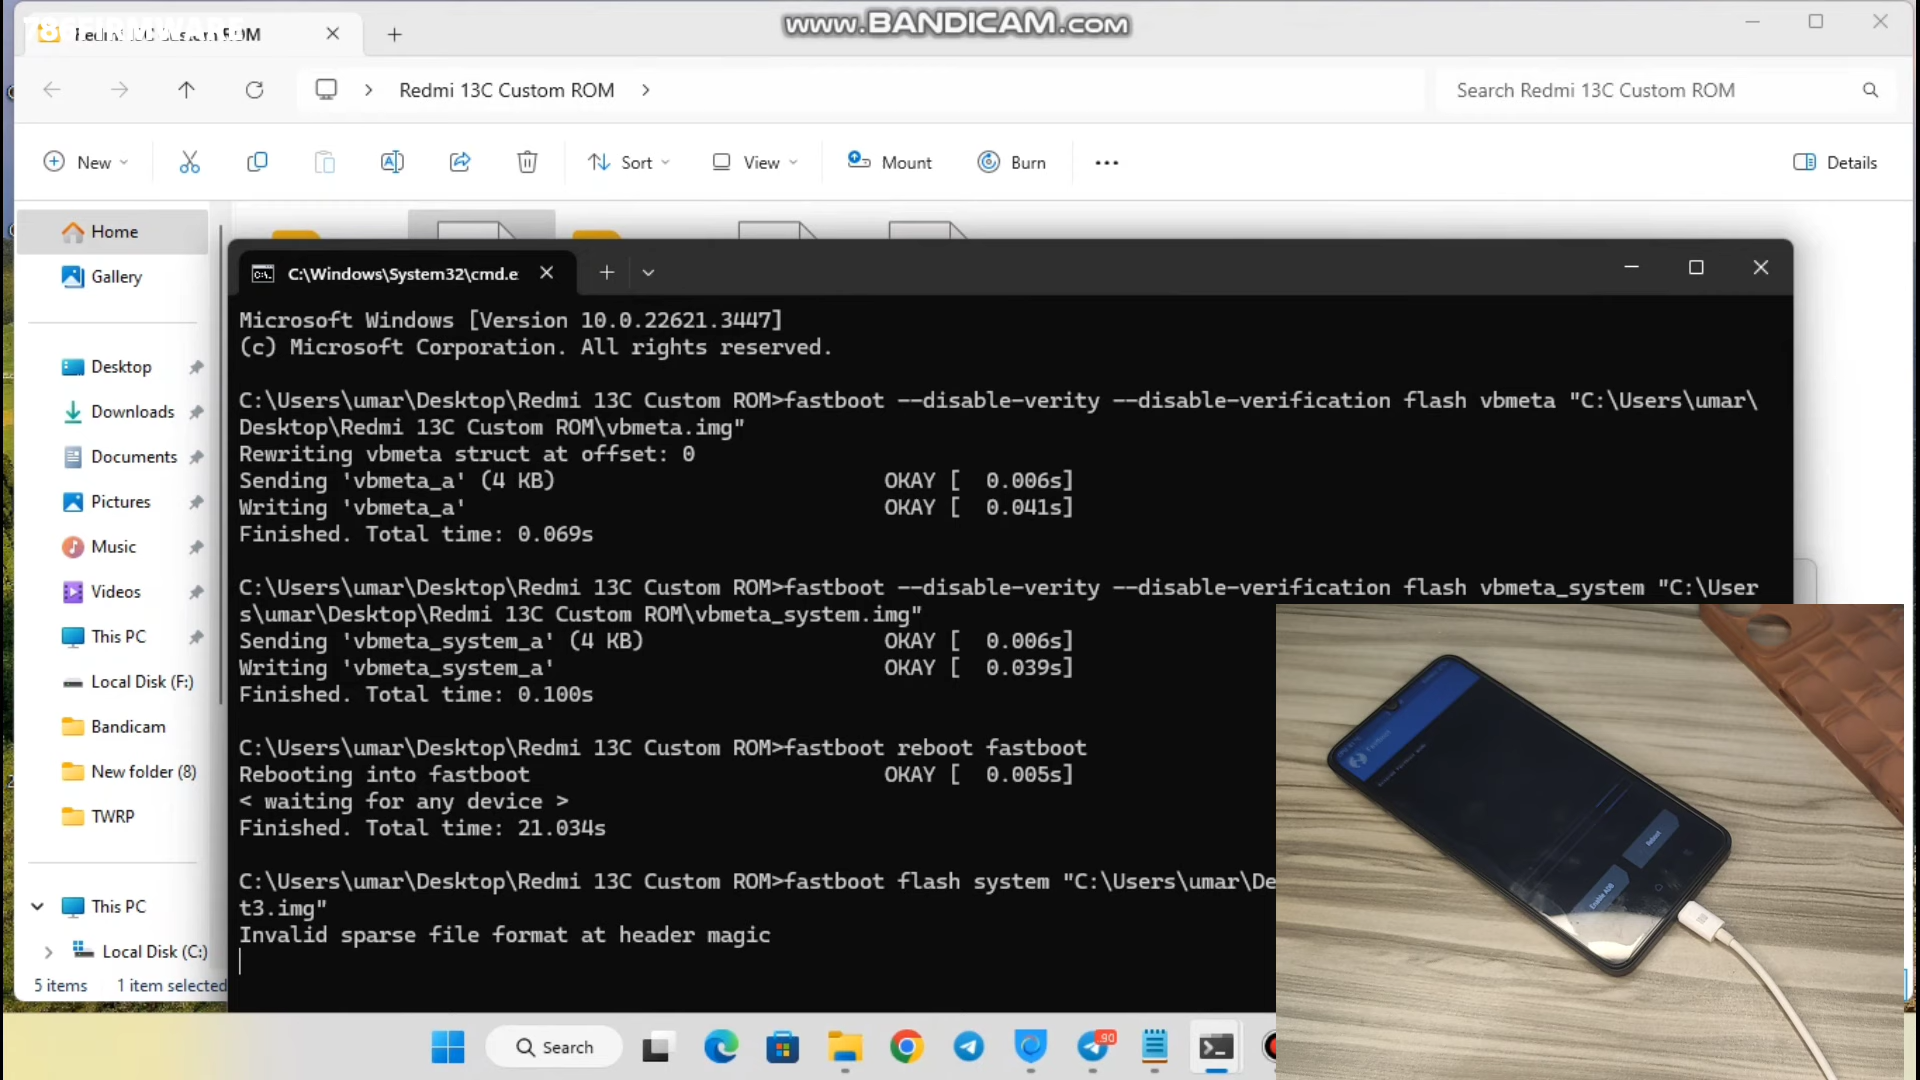 www.BANDICAM.com
786FIRMWARE
Redmi 13C Custom ROM
Redmi 13C Custom ROM
Search Redmi 13C Custom ROM
New
Sort
View
Mount
Burn
Details
Home
Gallery
Desktop
Downloads
Documents
Pictures
Music
Videos
This PC
Local Disk (F:)
Bandicam
New folder (8)
TWRP
This PC
Local Disk (C:)
5 items 1 item selected
C:\Windows\System32\cmd.e
Microsoft Windows [Version 10.0.22621.3447]
(c) Microsoft Corporation. All rights reserved.
C:\Users\umar\Desktop\Redmi 13C Custom ROM>fastboot --disable-verity --disable-verification flash vbmeta "C:\Users\umar\
Desktop\Redmi 13C Custom ROM\vbmeta.img"
Rewriting vbmeta struct at offset: 0
Sending 'vbmeta_a' (4 KB) OKAY [ 0.006s]
Writing 'vbmeta_a' OKAY [ 0.041s]
Finished. Total time: 0.069s
C:\Users\umar\Desktop\Redmi 13C Custom ROM>fastboot --disable-verity --disable-verification flash vbmeta_system "C:\User
s\umar\Desktop\Redmi 13C Custom ROM\vbmeta_system.img"
Sending 'vbmeta_system_a' (4 KB) OKAY [ 0.006s]
Writing 'vbmeta_system_a' OKAY [ 0.039s]
Finished. Total time: 0.100s
C:\Users\umar\Desktop\Redmi 13C Custom ROM>fastboot reboot fastboot
Rebooting into fastboot OKAY [ 0.005s]
< waiting for any device >
Finished. Total time: 21.034s
C:\Users\umar\Desktop\Redmi 13C Custom ROM>fastboot flash system "C:\Users\umar\De
t3.img"
Invalid sparse file format at header magic
Fastboot
Enable ADB
Reboot
Search
90